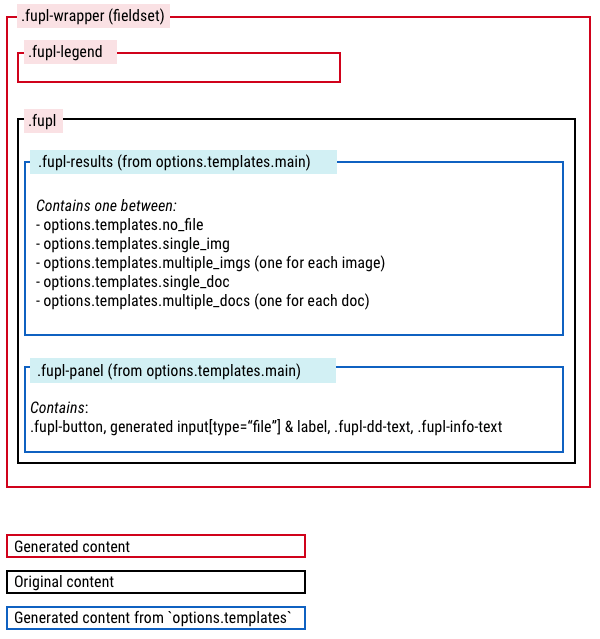 .fupl-wrapper (fieldset)
.fupl-legend
.fupl
.fupl-results (from options.templates.main)
Contains one between:
- options.templates.no_file
- options.templates.single_img
- options.templates.multiple_imgs (one for each image)
- options.templates.single_doc
- options.templates.multiple_docs (one for each doc)
.fupl-panel (from options.templates.main)
Contains:
.fupl-button, generated input[type=“file”] & label, .fupl-dd-text, .fupl-info-text
Generated content
Original content
Generated content from `options.templates`